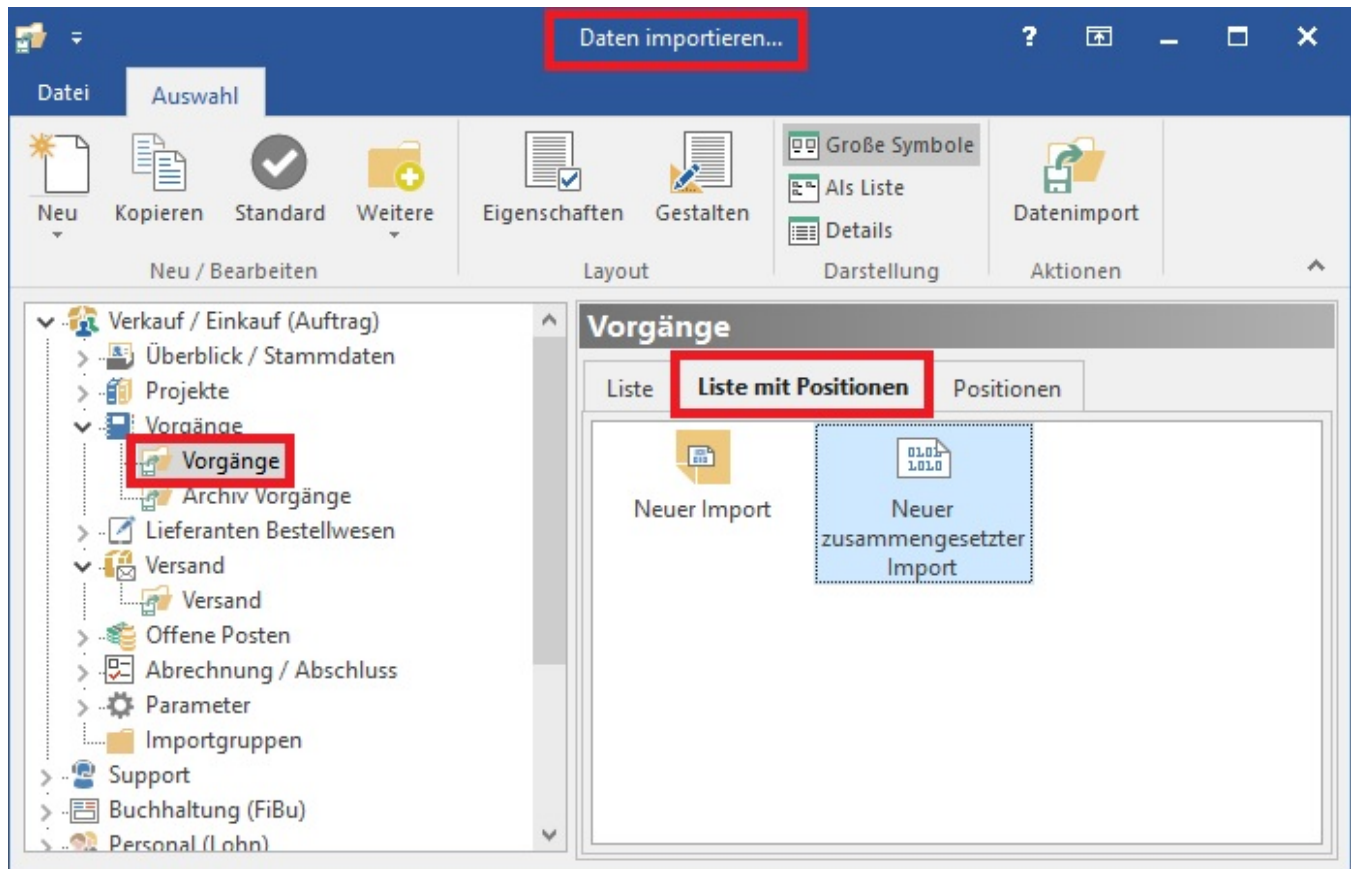 Daten importieren...
?
Datei Auswahl
Neu Kopieren Standard Weitere Eigenschaften Gestalten Große Symbole Als Liste Details Datenimport
Neu / Bearbeiten Layout Darstellung Aktionen
Verkauf / Einkauf (Auftrag)
Überblick / Stammdaten
Projekte
Vorgänge
Vorgänge
Archiv Vorgänge
Lieferanten Bestellwesen
Versand
Versand
Offene Posten
Abrechnung / Abschluss
Parameter
Importgruppen
Support
Buchhaltung (FiBu)
Personal (Lohn)
Vorgänge
Liste Liste mit Positionen Positionen
Neuer Import
0101
1010
Neuer
zusammengesetzter
Import